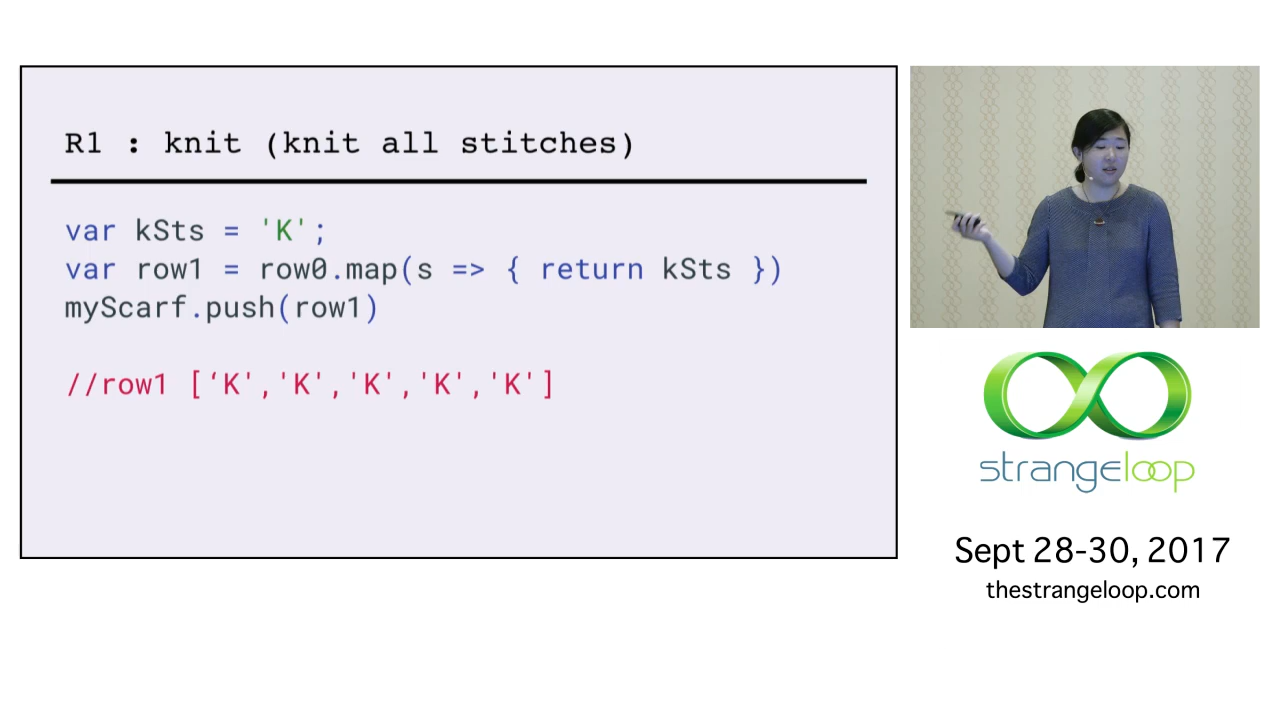 R1 : knit (knit all stitches)
var kSts = 'K';
var row1 = row0.map(s => { return kSts })
myScarf.push(row1)
//row1 [‘K','K','K','K','K']
strangeloop
Sept 28-30, 2017
thestrangeloop.com